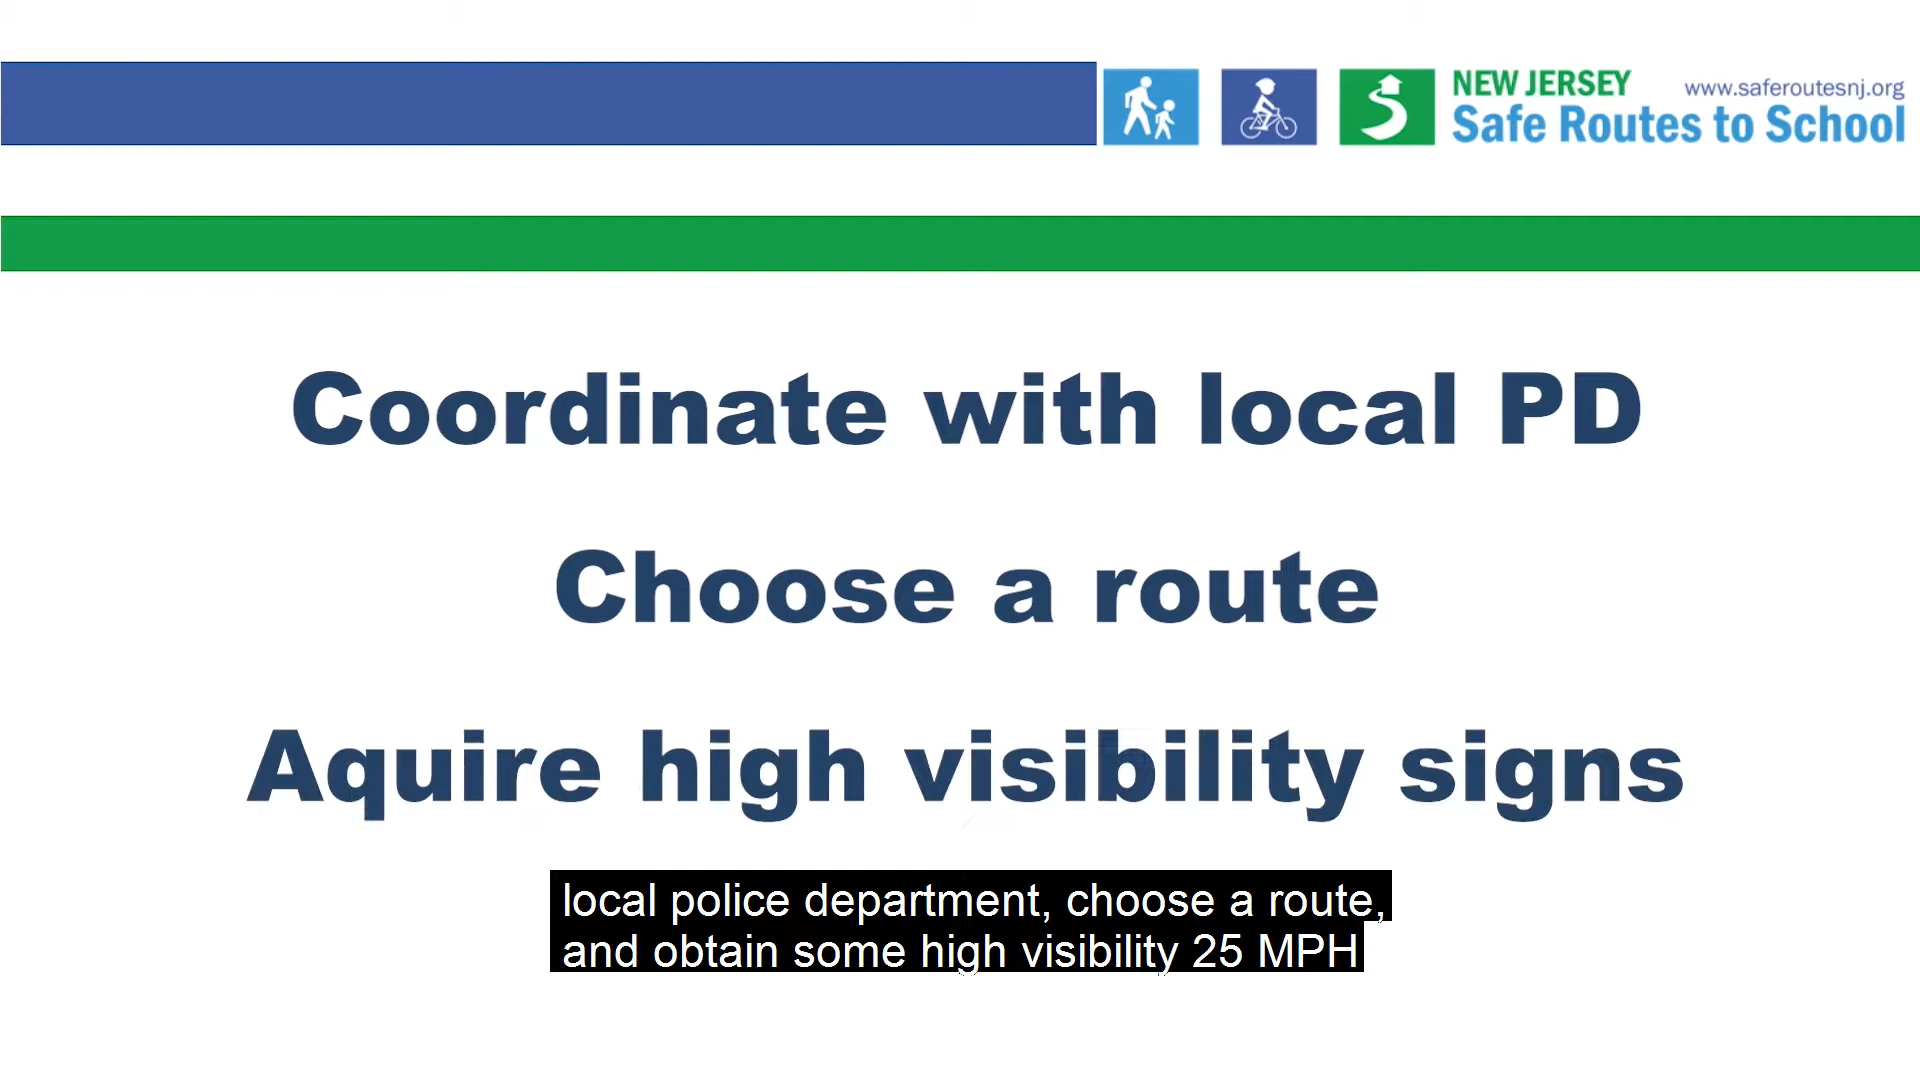 NEW JERSEY www.saferoutesnj.org
Safe Routes to School
Coordinate with local PD
Choose a route
Aquire high visibility signs
local police department, choose a route,
and obtain some high visibility 25 MPH